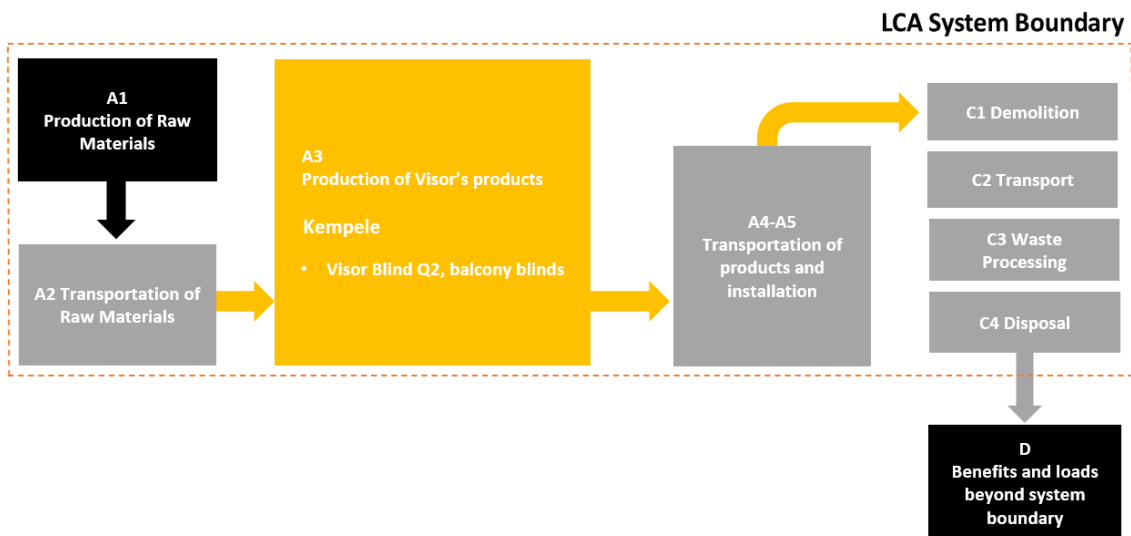 LCA System Boundary
A1
Production of Raw
Materials
A2 Transportation of
Raw Materials
A3
Production of Visor's products
Kempele
• Visor Blind Q2, balcony blinds
A4-A5
Transportation of
products and
installation
C1 Demolition
C2 Transport
C3 Waste
Processing
C4 Disposal
D
Benefits and loads
beyond system
boundary